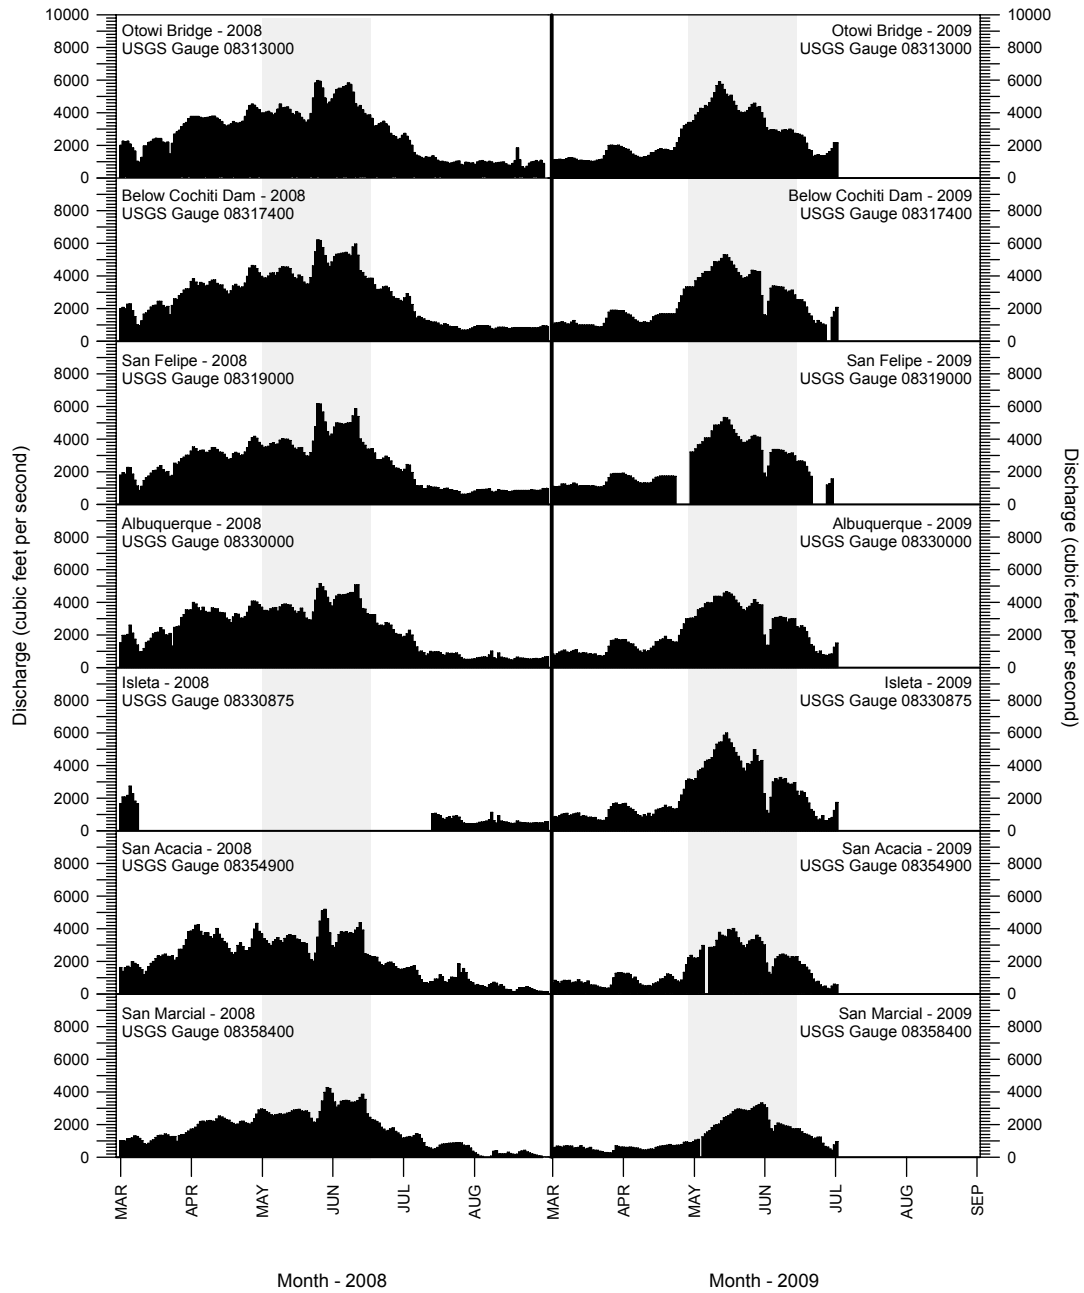 10000
8000
6000
4000
2000
0
Otowi Bridge - 2008
USGS Gauge 08313000
Otowi Bridge - 2009
USGS Gauge 08313000
10000
8000
6000
4000
2000
0
8000
6000
4000
2000
0
Below Cochiti Dam - 2008
USGS Gauge 08317400
Below Cochiti Dam - 2009
USGS Gauge 08317400
8000
6000
4000
2000
0
8000
6000
4000
2000
0
San Felipe - 2008
USGS Gauge 08319000
San Felipe - 2009
USGS Gauge 08319000
8000
6000
4000
2000
0
8000
6000
4000
2000
0
Albuquerque - 2008
USGS Gauge 08330000
Albuquerque - 2009
USGS Gauge 08330000
8000
6000
4000
2000
0
8000
6000
4000
2000
0
Isleta - 2008
USGS Gauge 08330875
Isleta - 2009
USGS Gauge 08330875
8000
6000
4000
2000
0
8000
6000
4000
2000
0
San Acacia - 2008
USGS Gauge 08354900
San Acacia - 2009
USGS Gauge 08354900
8000
6000
4000
2000
0
8000
6000
4000
2000
0
San Marcial - 2008
USGS Gauge 08358400
San Marcial - 2009
USGS Gauge 08358400
8000
6000
4000
2000
0
Discharge (cubic feet per second)
Discharge (cubic feet per second)
MAR
APR
MAY
JUN
JUL
AUG
MAR
APR
MAY
JUN
JUL
AUG
SEP
Month - 2008
Month - 2009